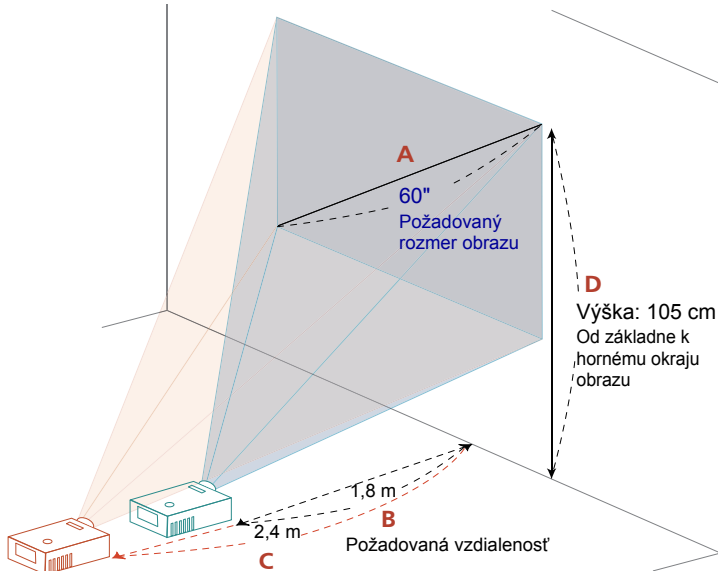 A
60"
Požadovaný
rozmer obrazu
D
Výška: 105 cm
Od základne k
hornému okraju
obrazu
1,8 m
B
2,4 m
Požadovaná vzdialenosť
C